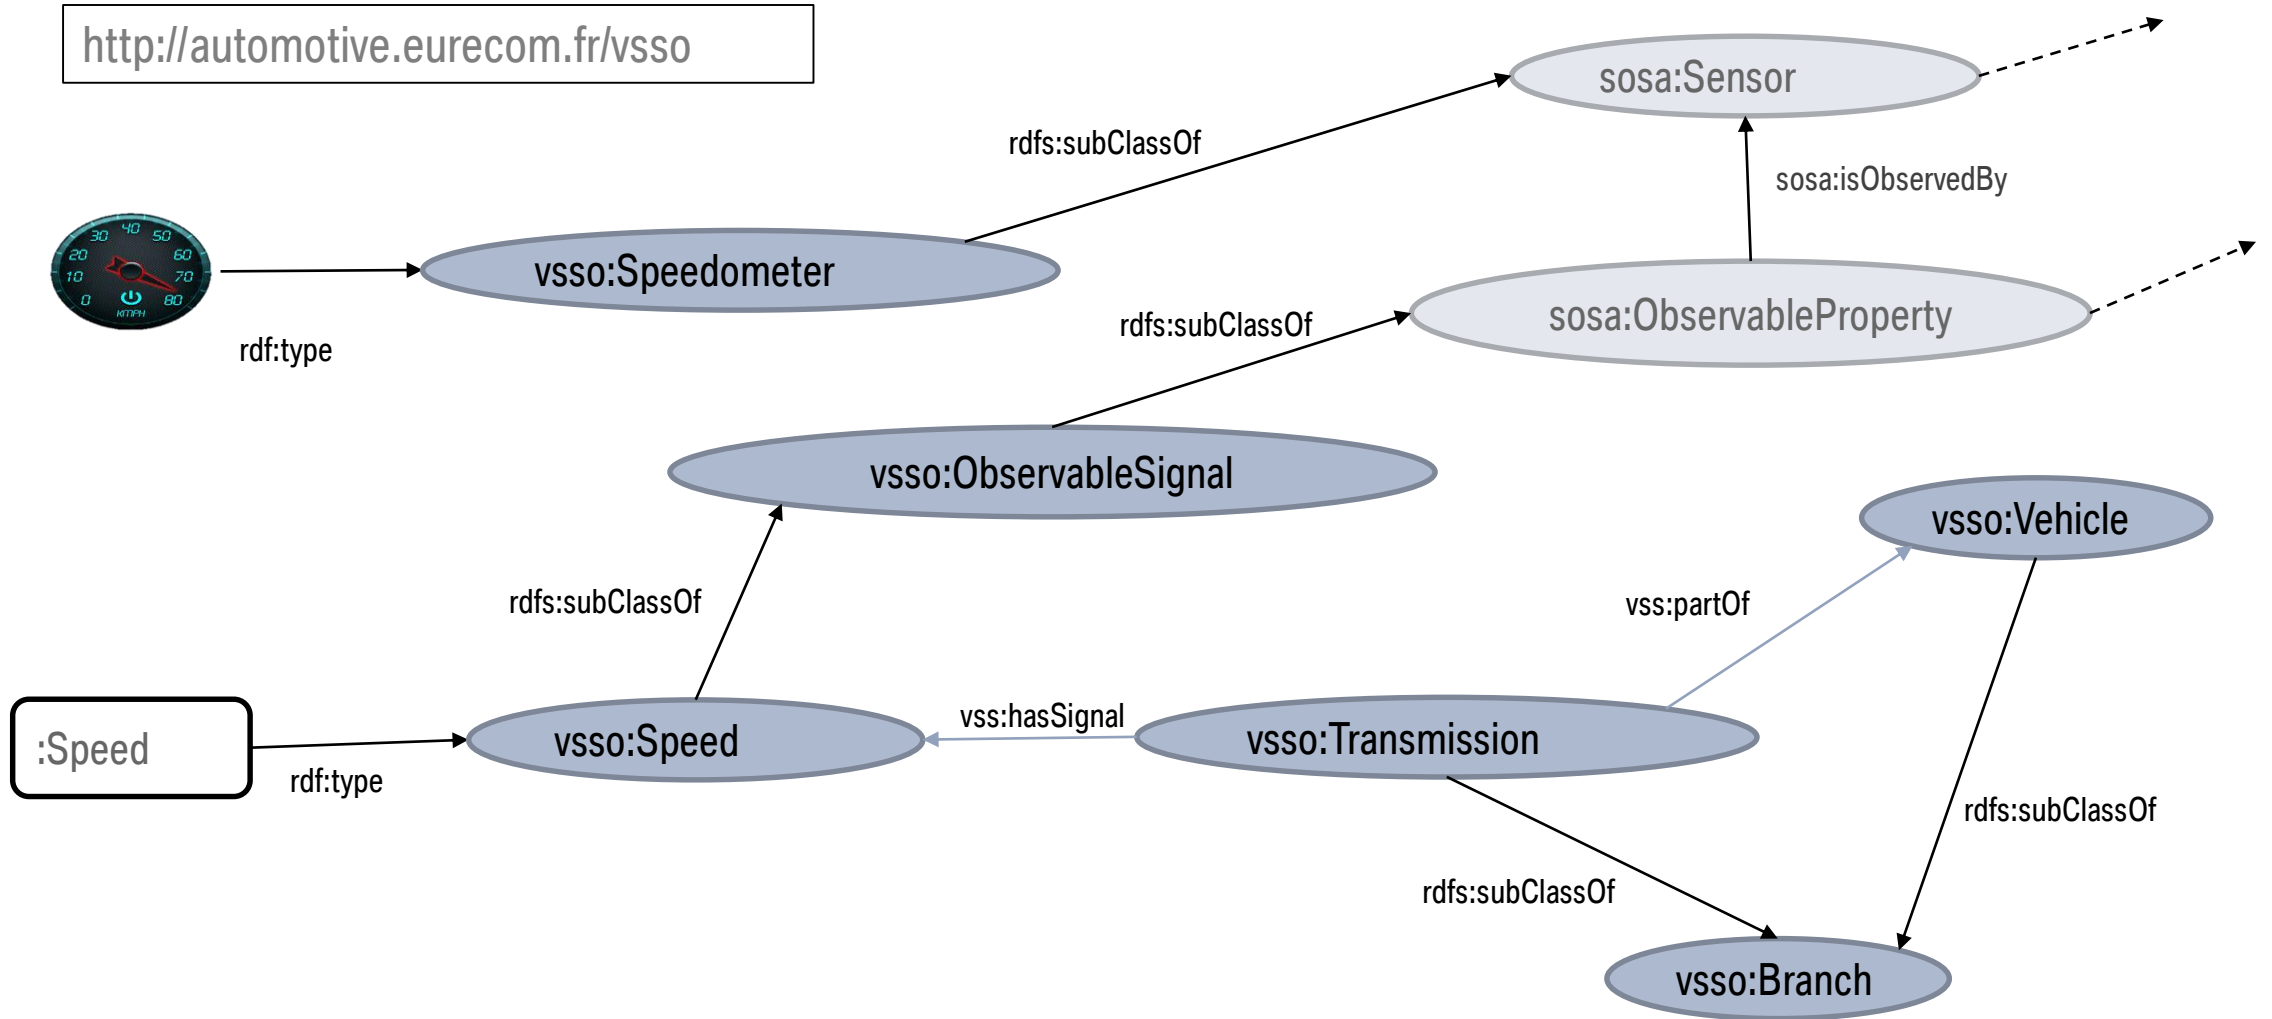 http://automotive.eurecom.fr/vsso
sosa:Sensor
rdfs:subClassOf
sosa:isObservedBy
0
10
20
30
40
50
60
70
80
KMPH
vsso:Speedometer
rdf:type
rdfs:subClassOf
sosa:ObservableProperty
vsso:ObservableSignal
vsso:Vehicle
rdfs:subClassOf
vss:partOf
:Speed
rdf:type
vsso:Speed
vss:hasSignal
vsso:Transmission
rdfs:subClassOf
rdfs:subClassOf
vsso:Branch